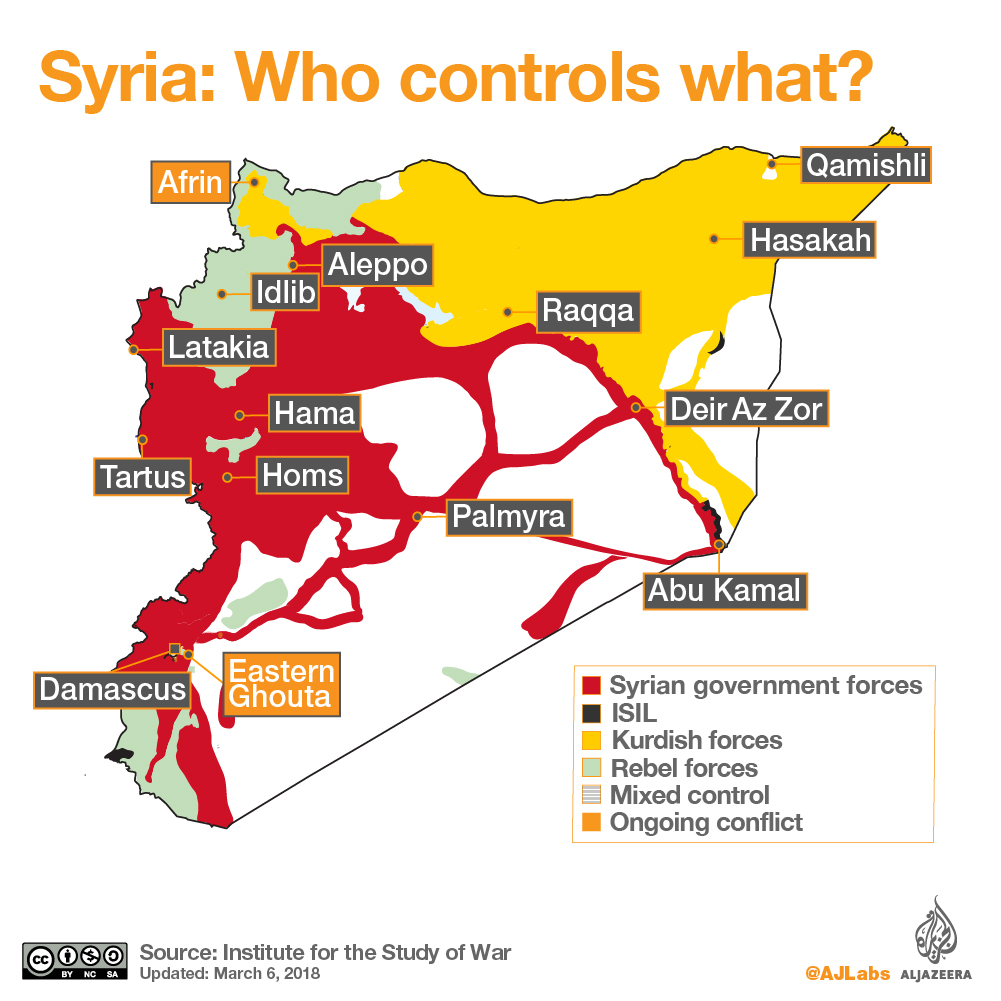 Syria: Who controls what?
Afrin
Qamishli
Hasakah
Aleppo
Idlib
Raqqa
Latakia
Deir Az Zor
Hama
Tartus
Homs
Palmyra
Abu Kamal
Damascus
Eastern
Ghouta
Syrian government forces
ISIL
Kurdish forces
Rebel forces
Mixed control
Ongoing conflict
cc BY NC SA
Source: Institute for the Study of War
Updated: March 6, 2018
@AJLabs ALJAZEERA